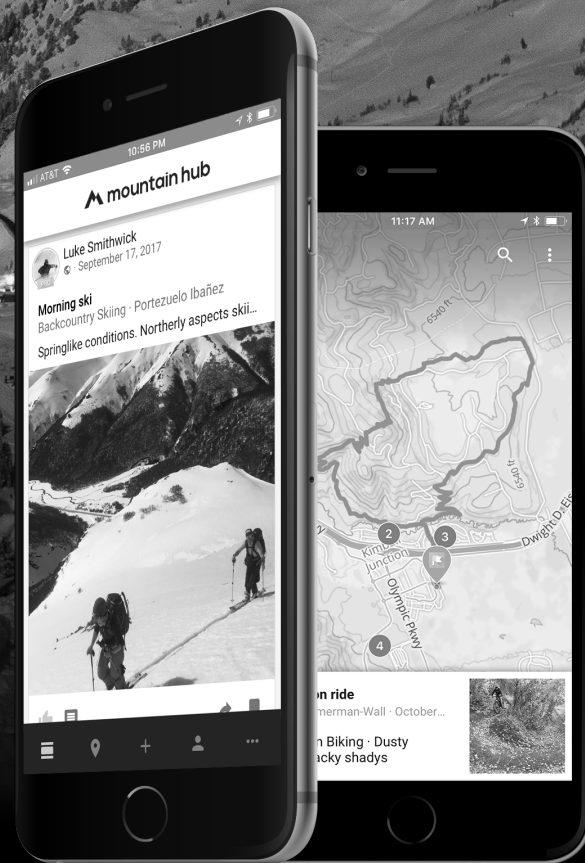 AT&T
10:56 PM
mountain hub
Luke Smithwick
PRO
· September 17, 2017
Morning ski
Backcountry Skiing · Portezuelo Ibañez
Springlike conditions. Northerly aspects skii...
11:17 AM
6540 ft
6540 ft
2
3
Kim
Junction
Dwight D. Eis
y
Olympic Pkwy
4
on ride
merman-Wall · October...
n Biking · Dusty
acky shadys